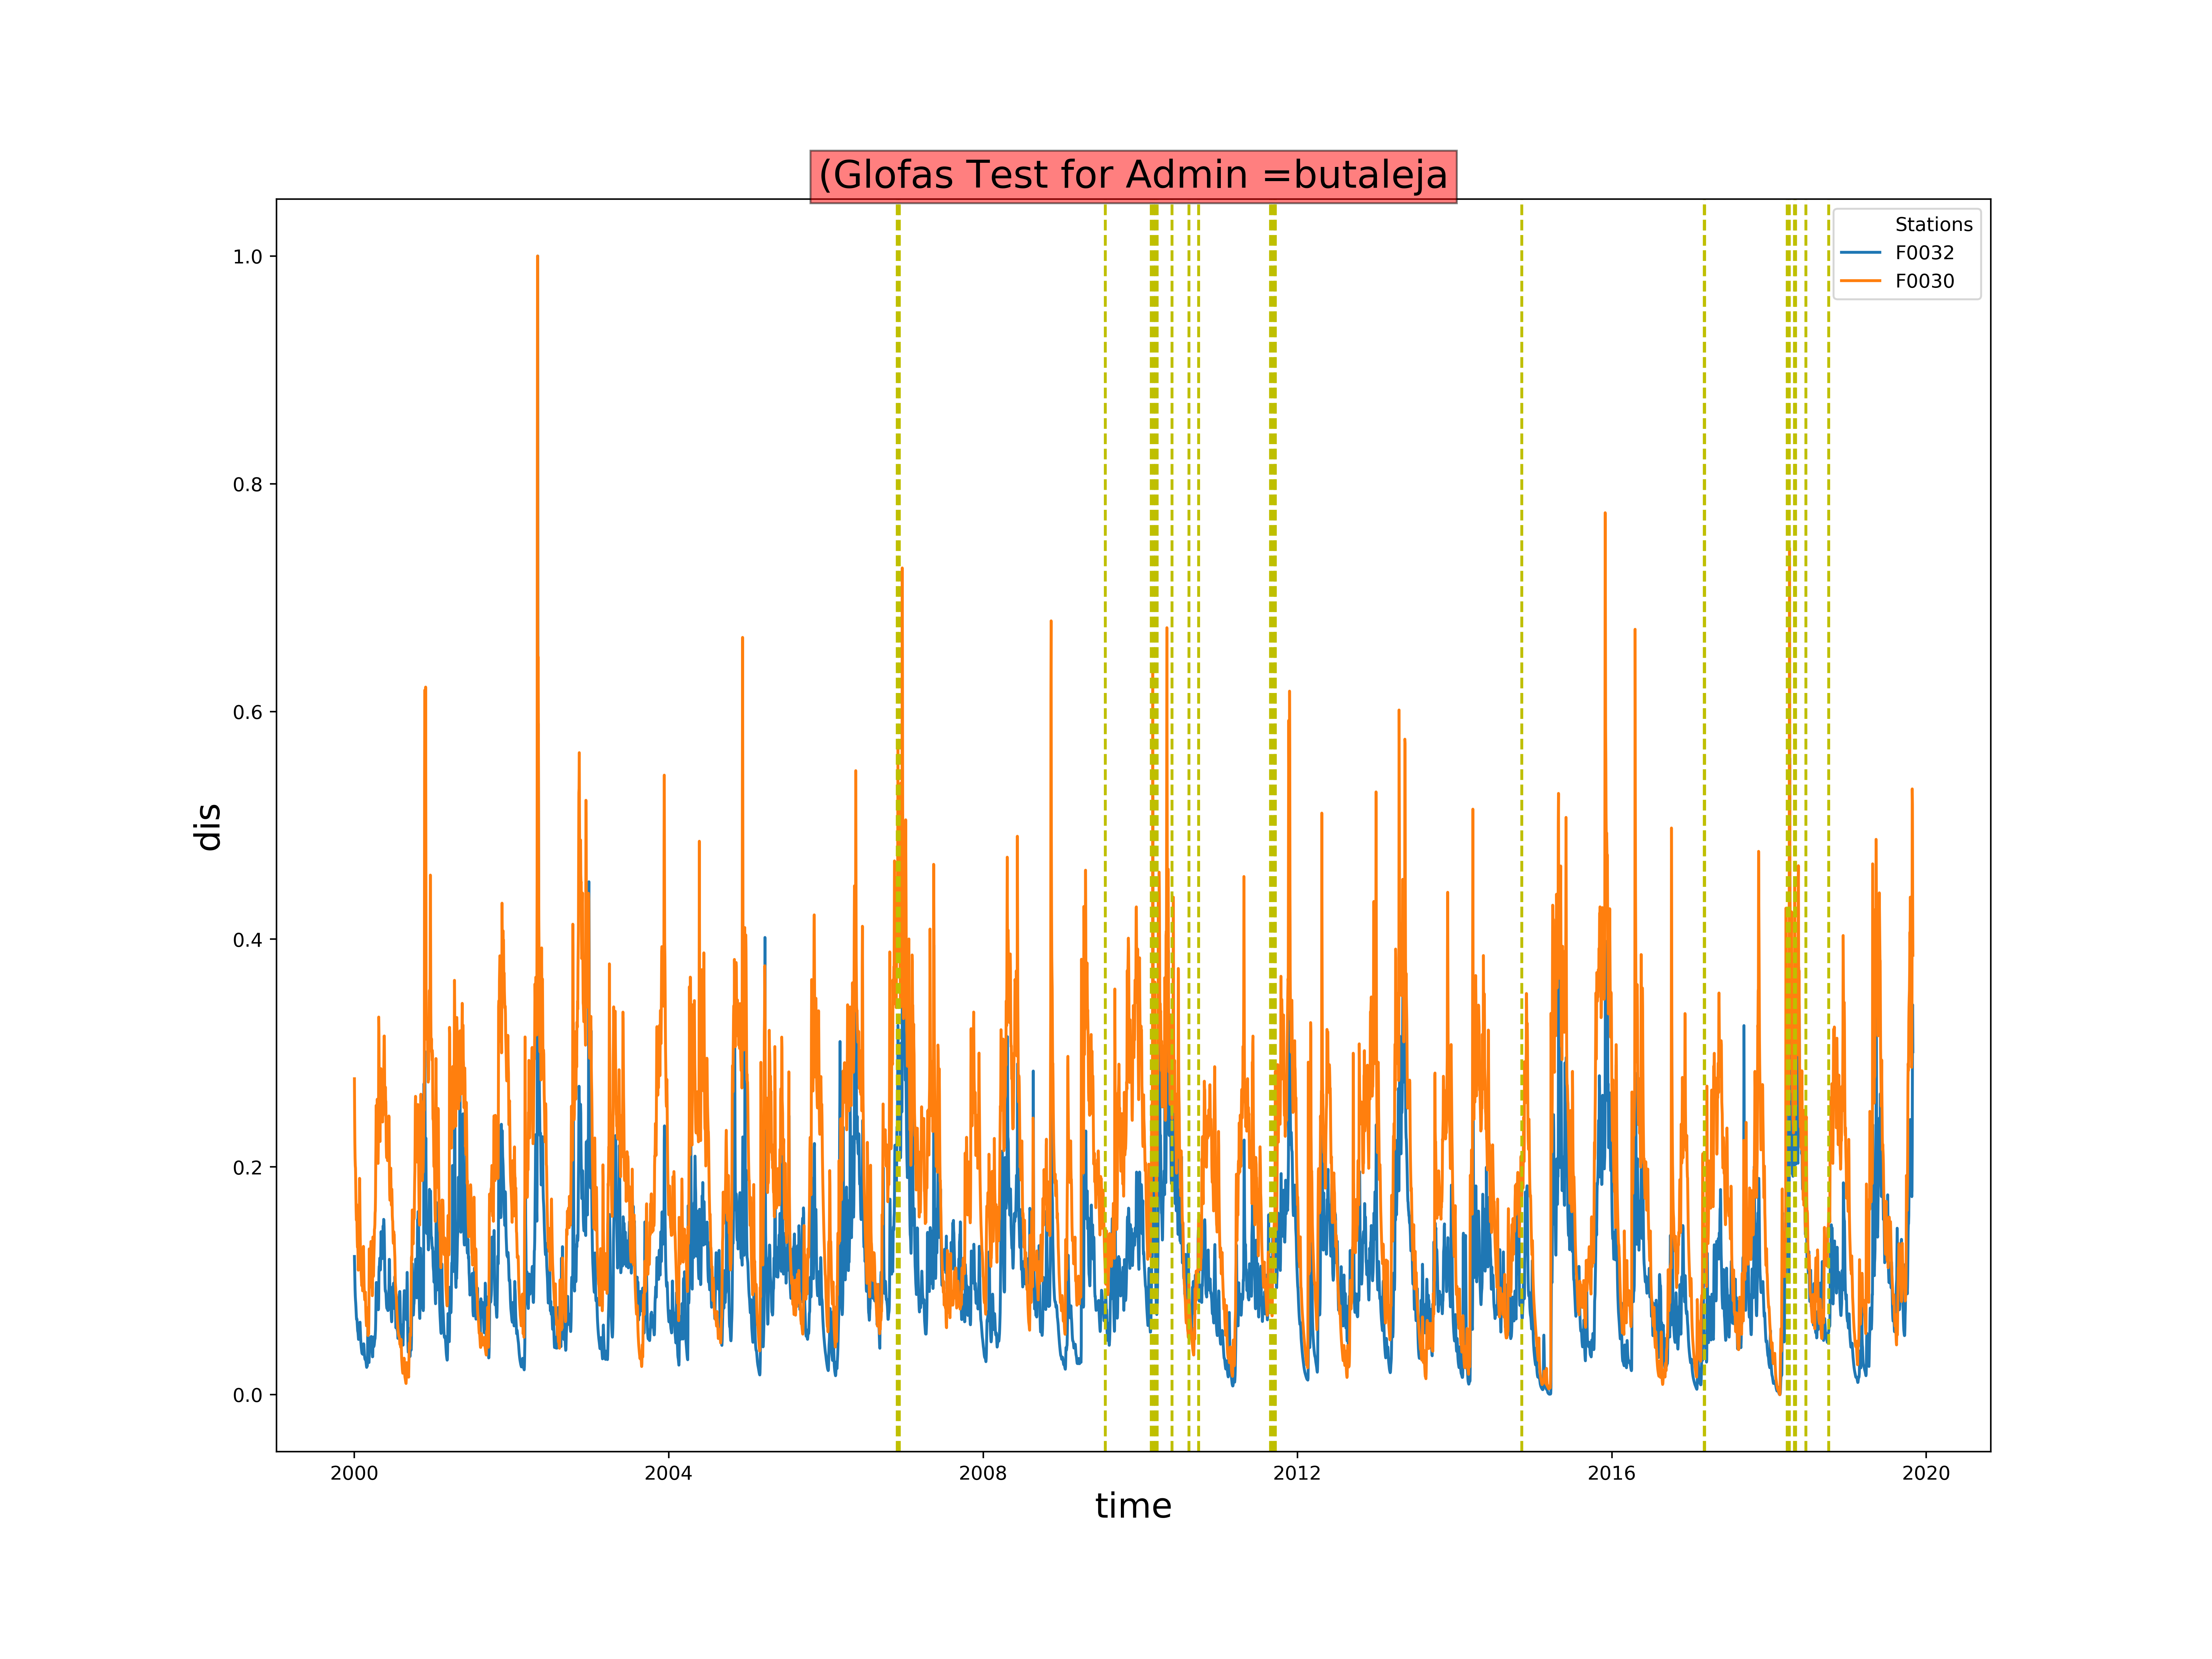 (Glofas Test for Admin =butaleja
Stations
F0032
F0030
1.0
0.8
0.6
0.4
0.2
0.0
dis
2000 2004 2008 2012 2016 2020
time